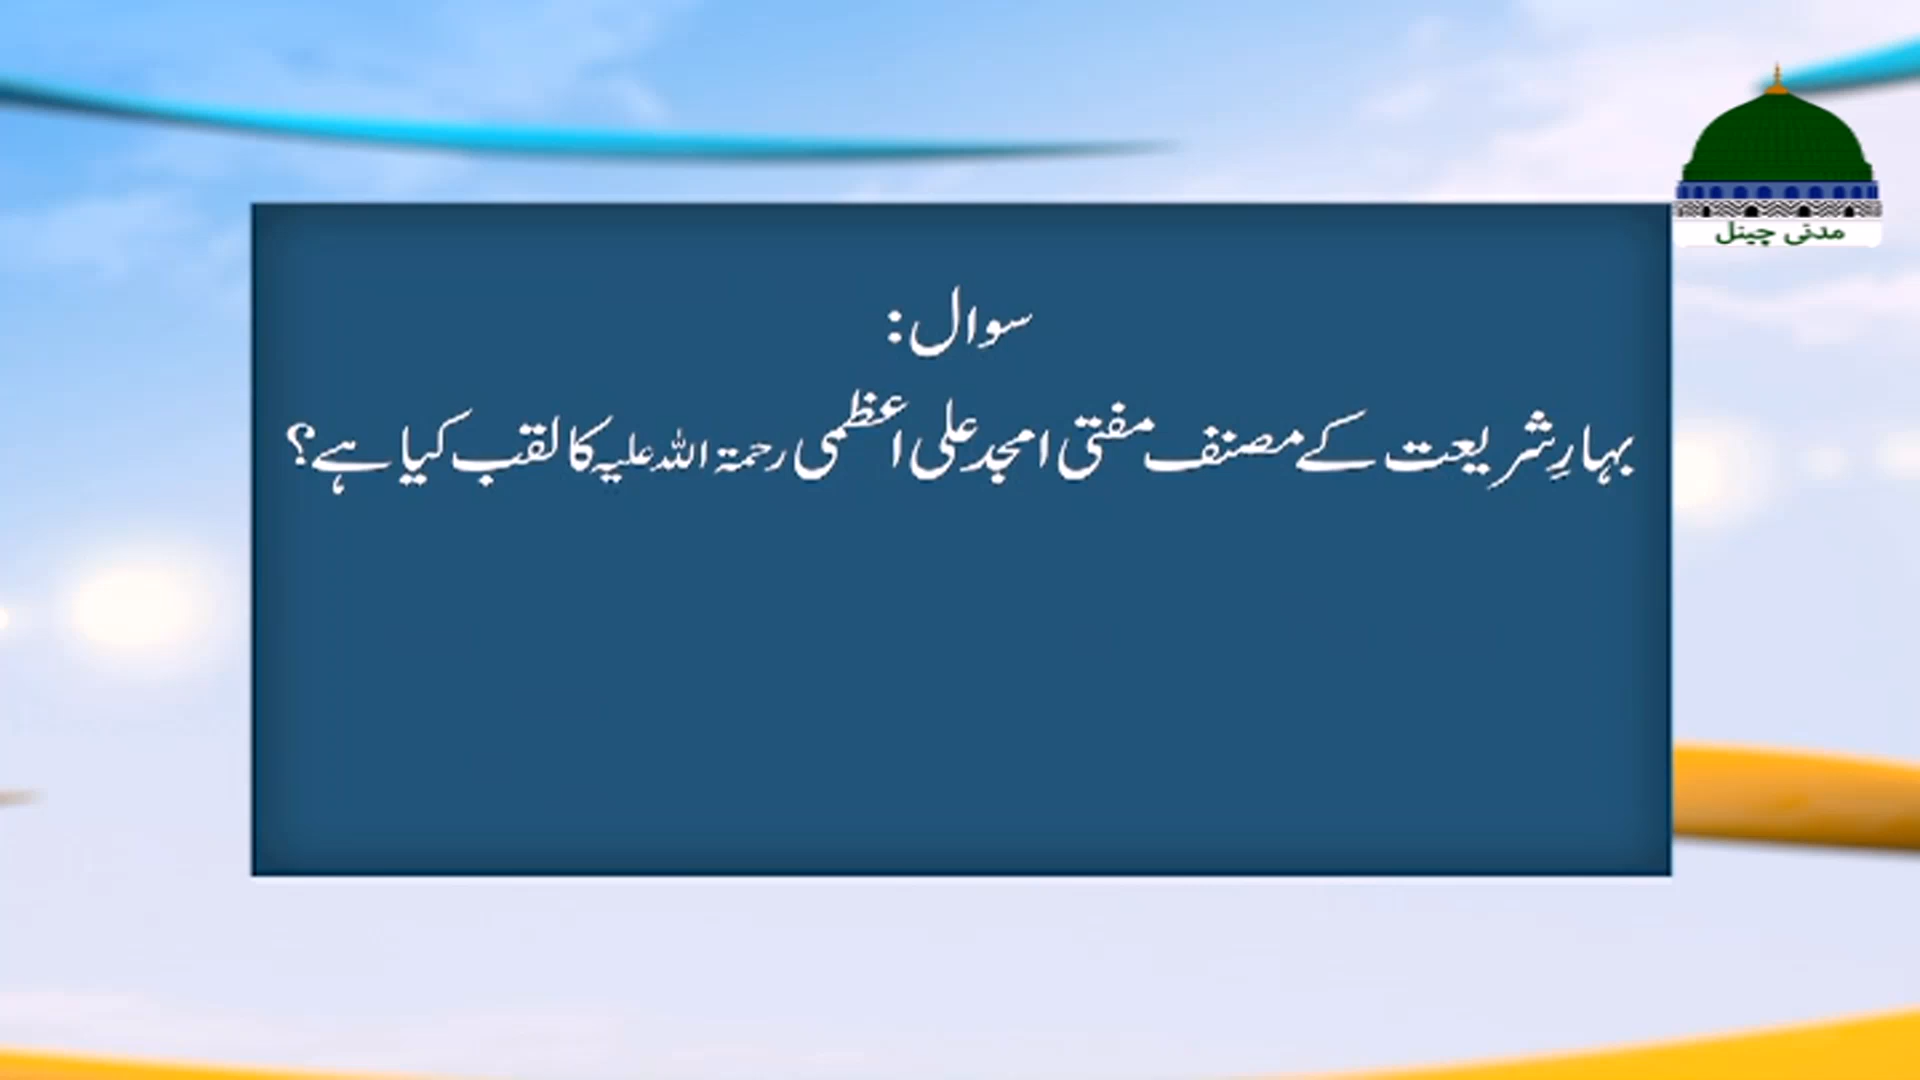 مدنی چینل
سوال:
بہارِ شریعت کے مصنف مفتی امجد علی اعظمی رحمۃ اللہ علیہ کا لقب کیا ہے؟